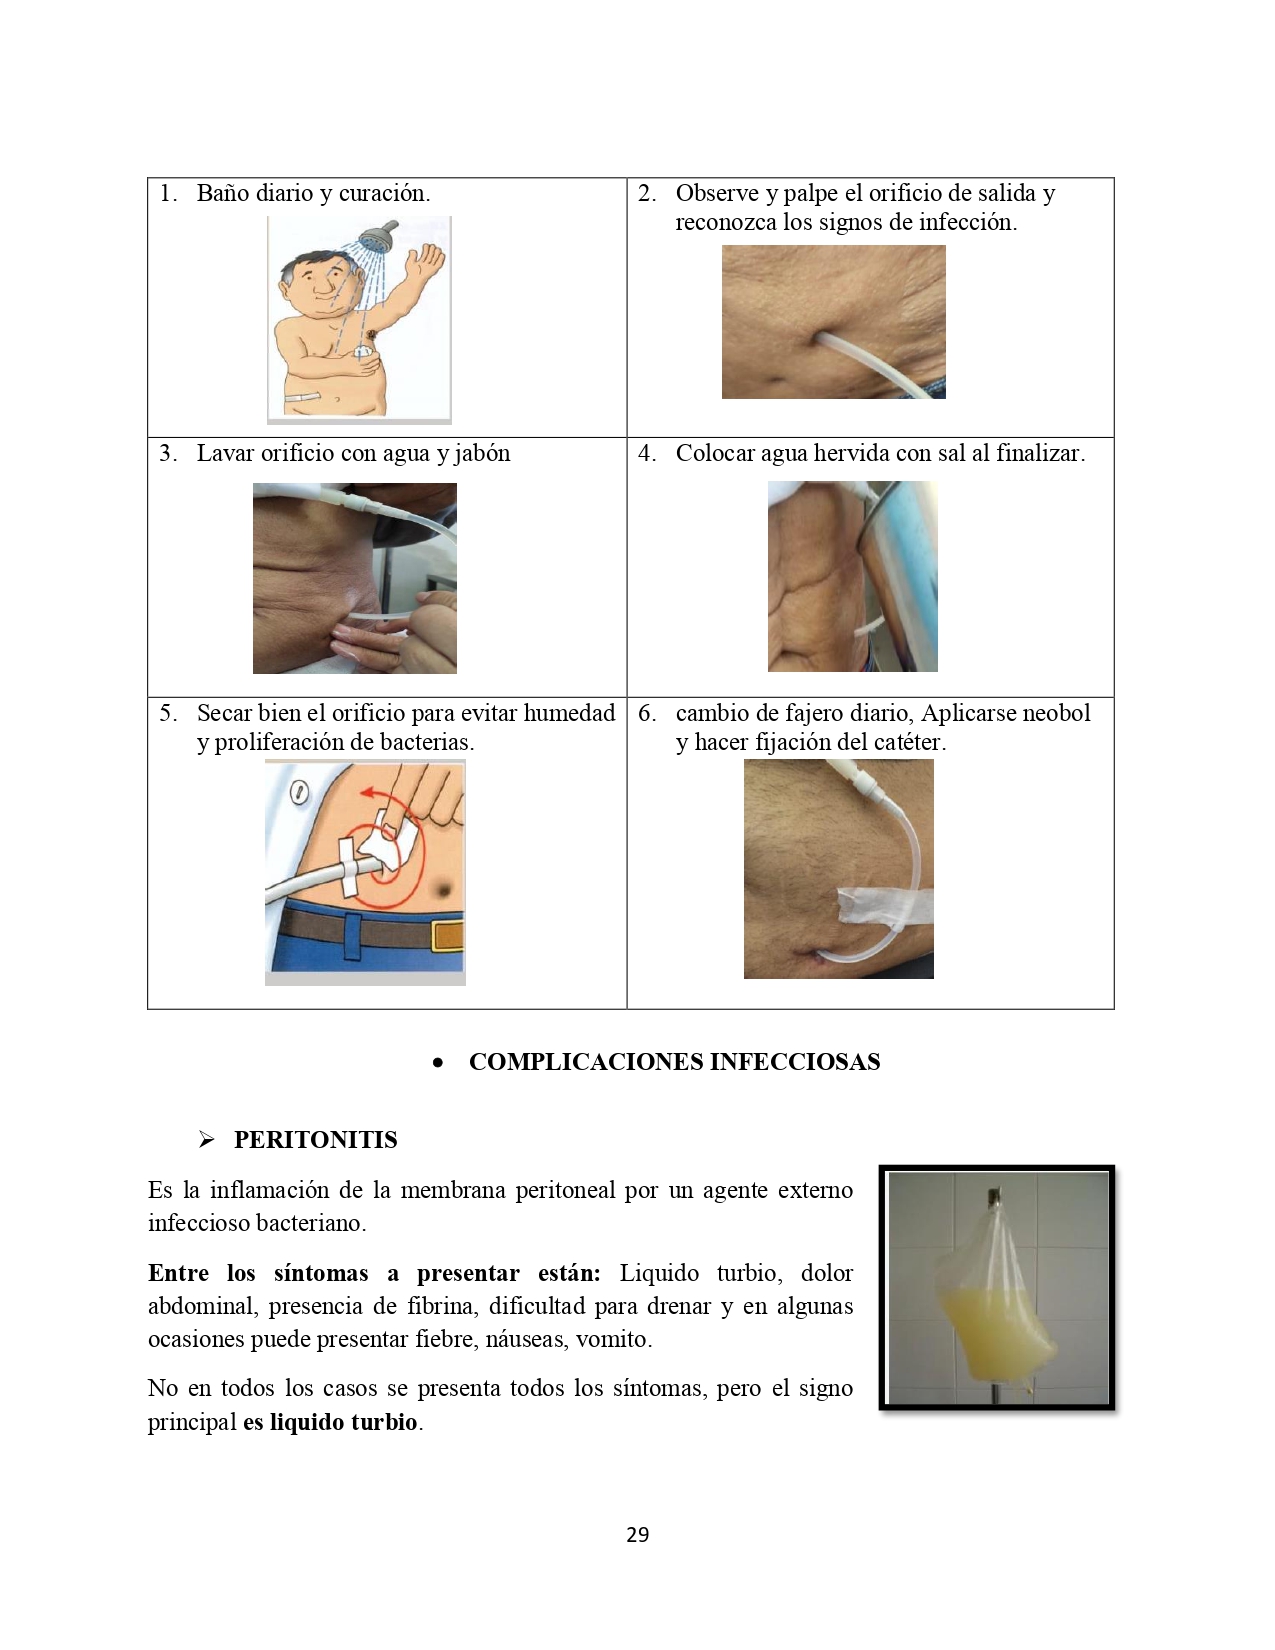 1. Baño diario y curación.
2. Observe y palpe el orificio de salida y
reconozca los signos de infección.
3. Lavar orificio con agua y jabón
4. Colocar agua hervida con sal al finalizar.
5. Secar bien el orificio para evitar humedad
y proliferación de bacterias.
6. cambio de fajero diario, Aplicarse neobol
y hacer fijación del catéter.
• COMPLICACIONES INFECCIOSAS
➢ PERITONITIS
Es la inflamación de la membrana peritoneal por un agente externo
infeccioso bacteriano.
Entre los síntomas a presentar están: Liquido turbio, dolor
abdominal, presencia de fibrina, dificultad para drenar y en algunas
ocasiones puede presentar fiebre, náuseas, vomito.
No en todos los casos se presenta todos los síntomas, pero el signo
principal es liquido turbio.
29